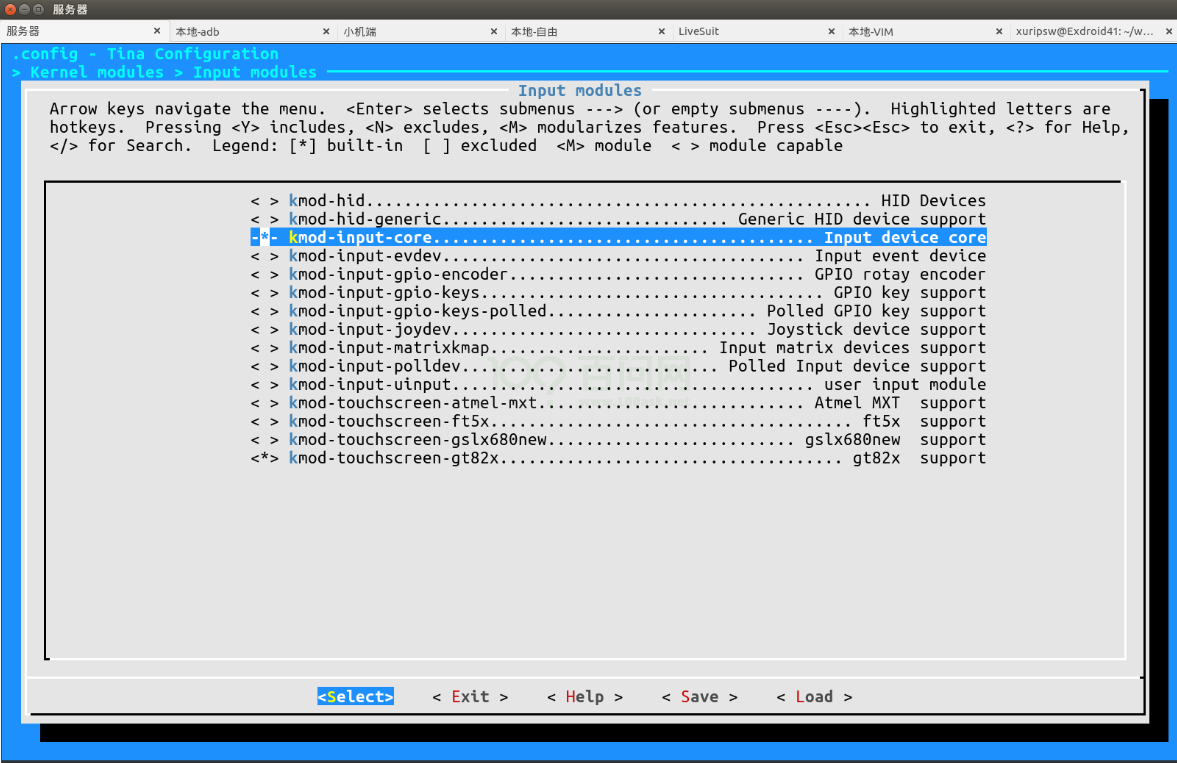 服务器
服务器 × 本地-adb × 小机端 × 本地-自由 × LiveSuit × 本地-VIM × xuripsw@Exdroid41: ~/w... ×
.config - Tina Configuration
> Kernel modules > Input modules
Input modules
Arrow keys navigate the menu.  <Enter> selects submenus ---> (or empty submenus ----).  Highlighted letters are
hotkeys.  Pressing <Y> includes, <N> excludes, <M> modularizes features.  Press <Esc><Esc> to exit, <?> for Help,
</> for Search.  Legend: [*] built-in  [ ] excluded  <M> module  < > module capable
< > kmod-hid..................................................... HID Devices
< > kmod-hid-generic.............................. Generic HID device support
-*- kmod-input-core........................................ Input device core
< > kmod-input-evdev...................................... Input event device
< > kmod-input-gpio-encoder............................... GPIO rotay encoder
< > kmod-input-gpio-keys.................................... GPIO key support
< > kmod-input-gpio-keys-polled...................... Polled GPIO key support
< > kmod-input-joydev................................ Joystick device support
< > kmod-input-matrixkmap....................... Input matrix devices support
< > kmod-input-polldev........................... Polled Input device support
< > kmod-input-uinput...................................... user input module
< > kmod-touchscreen-atmel-mxt............................ Atmel MXT  support
< > kmod-touchscreen-ft5x...................................... ft5x  support
< > kmod-touchscreen-gslx680new.......................... gslx680new  support
<*> kmod-touchscreen-gt82x.................................... gt82x  support
100 百问网
www.100ask.net
<Select>    < Exit >    < Help >    < Save >    < Load >